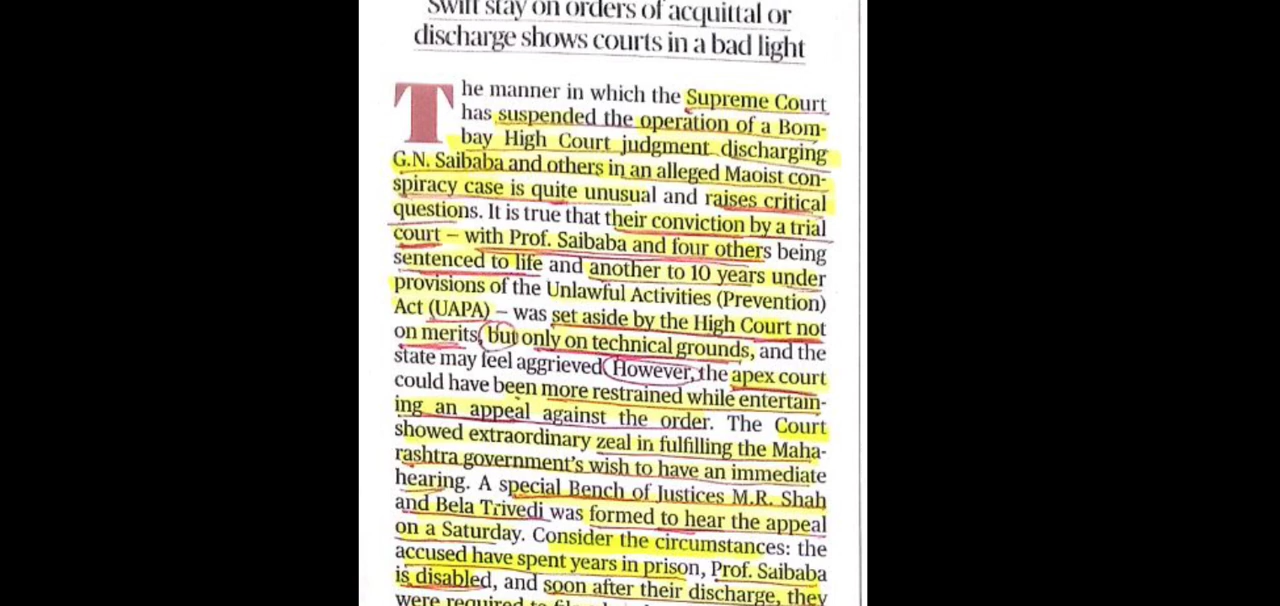 Swift stay on orders of acquittal or
discharge shows courts in a bad light
The manner in which the Supreme Court
has suspended the operation of a Bom-
bay High Court judgment discharging
G.N. Saibaba and others in an alleged Maoist con-
spiracy case is quite unusual and raises critical
questions. It is true that their conviction by a trial
court – with Prof. Saibaba and four others being
sentenced to life and another to 10 years under
provisions of the Unlawful Activities (Prevention)
Act (UAPA) – was set aside by the High Court not
on merits, but only on technical grounds, and the
state may feel aggrieved. However, the apex court
could have been more restrained while entertain-
ing an appeal against the order. The Court
showed extraordinary zeal in fulfilling the Maha-
rashtra government's wish to have an immediate
hearing. A special Bench of Justices M.R. Shah
and Bela Trivedi was formed to hear the appeal
on a Saturday. Consider the circumstances: the
accused have spent years in prison, Prof. Saibaba
is disabled, and soon after their discharge, they
were required to